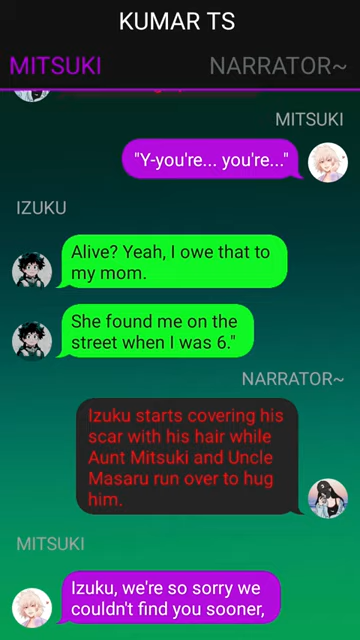 KUMAR TS
MITSUKI
NARRATOR~
MITSUKI
"Y-you're... you're..."
IZUKU
Alive? Yeah, I owe that to
my mom.
She found me on the
street when I was 6."
NARRATOR~
Izuku starts covering his
scar with his hair while
Aunt Mitsuki and Uncle
Masaru run over to hug
him.
MITSUKI
Izuku, we're so sorry we
couldn't find you sooner,